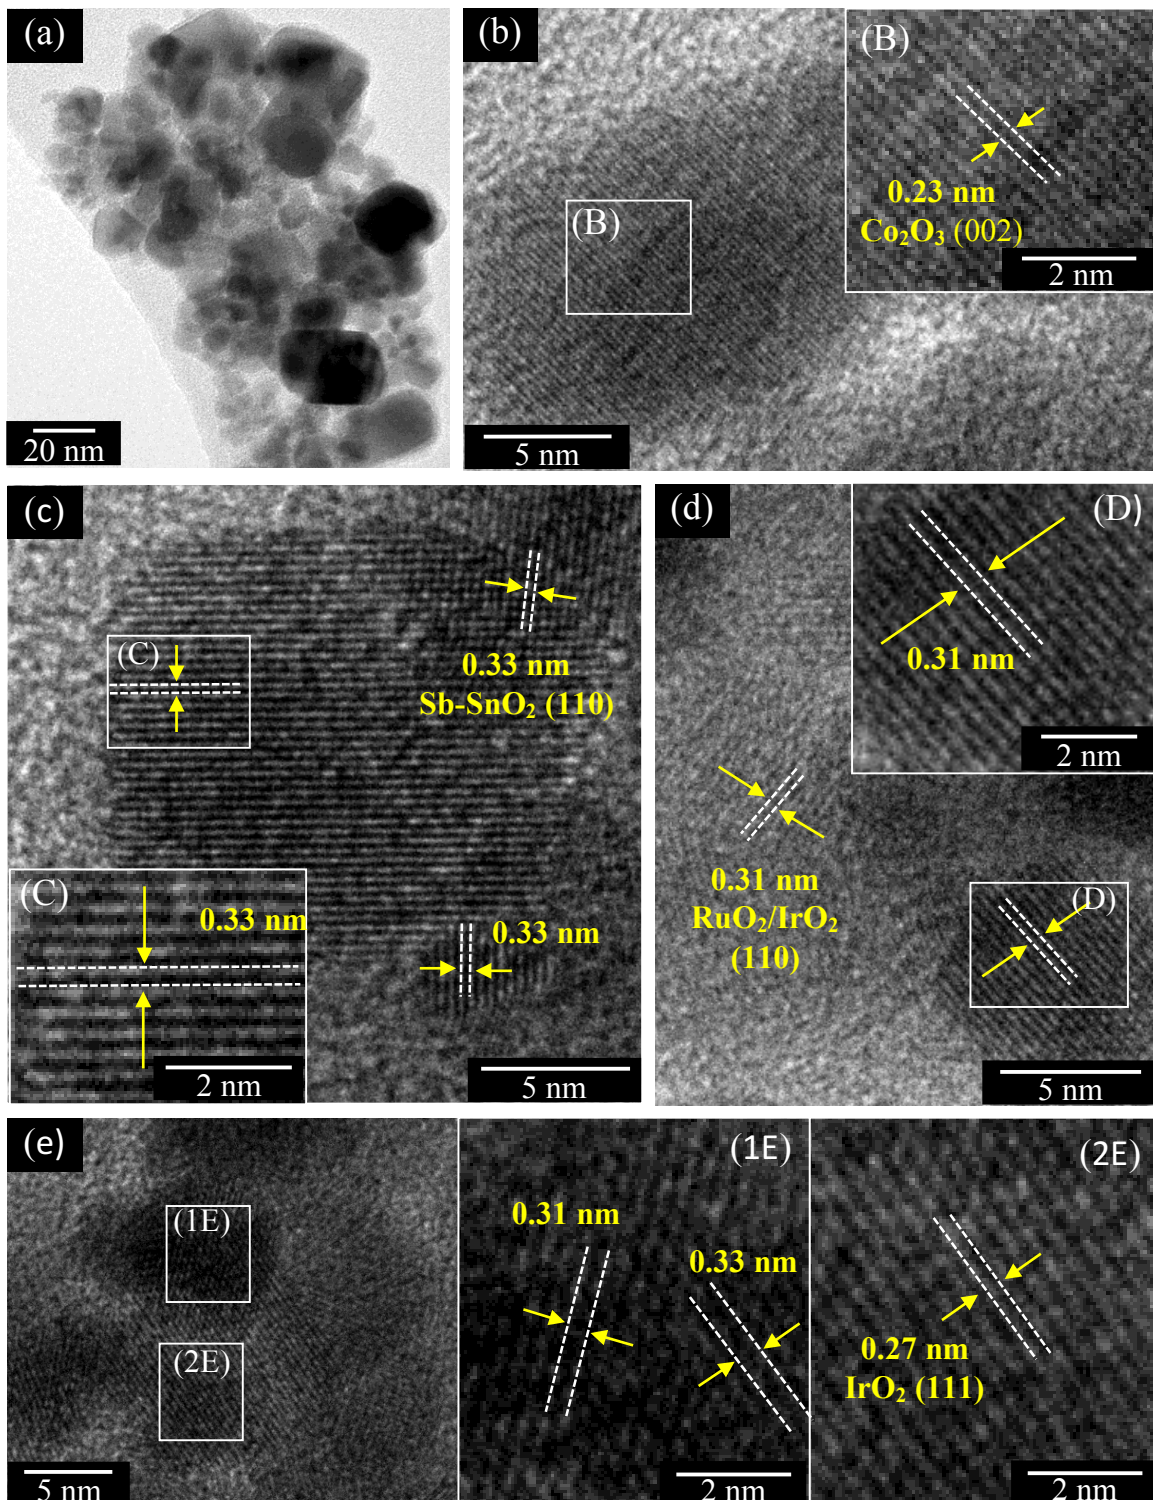 (a)
20 nm
(b)
(B)
5 nm
(B)
0.23 nm
Co₂O₃ (002)
2 nm
(c)
(C)
0.33 nm
Sb-SnO₂ (110)
(C)
0.33 nm
2 nm
0.33 nm
5 nm
(d)
(D)
0.31 nm
2 nm
0.31 nm
RuO₂/IrO₂
(110)
(D)
5 nm
(e)
(1E)
(2E)
5 nm
(1E)
0.31 nm
0.33 nm
2 nm
(2E)
0.27 nm
IrO₂ (111)
2 nm